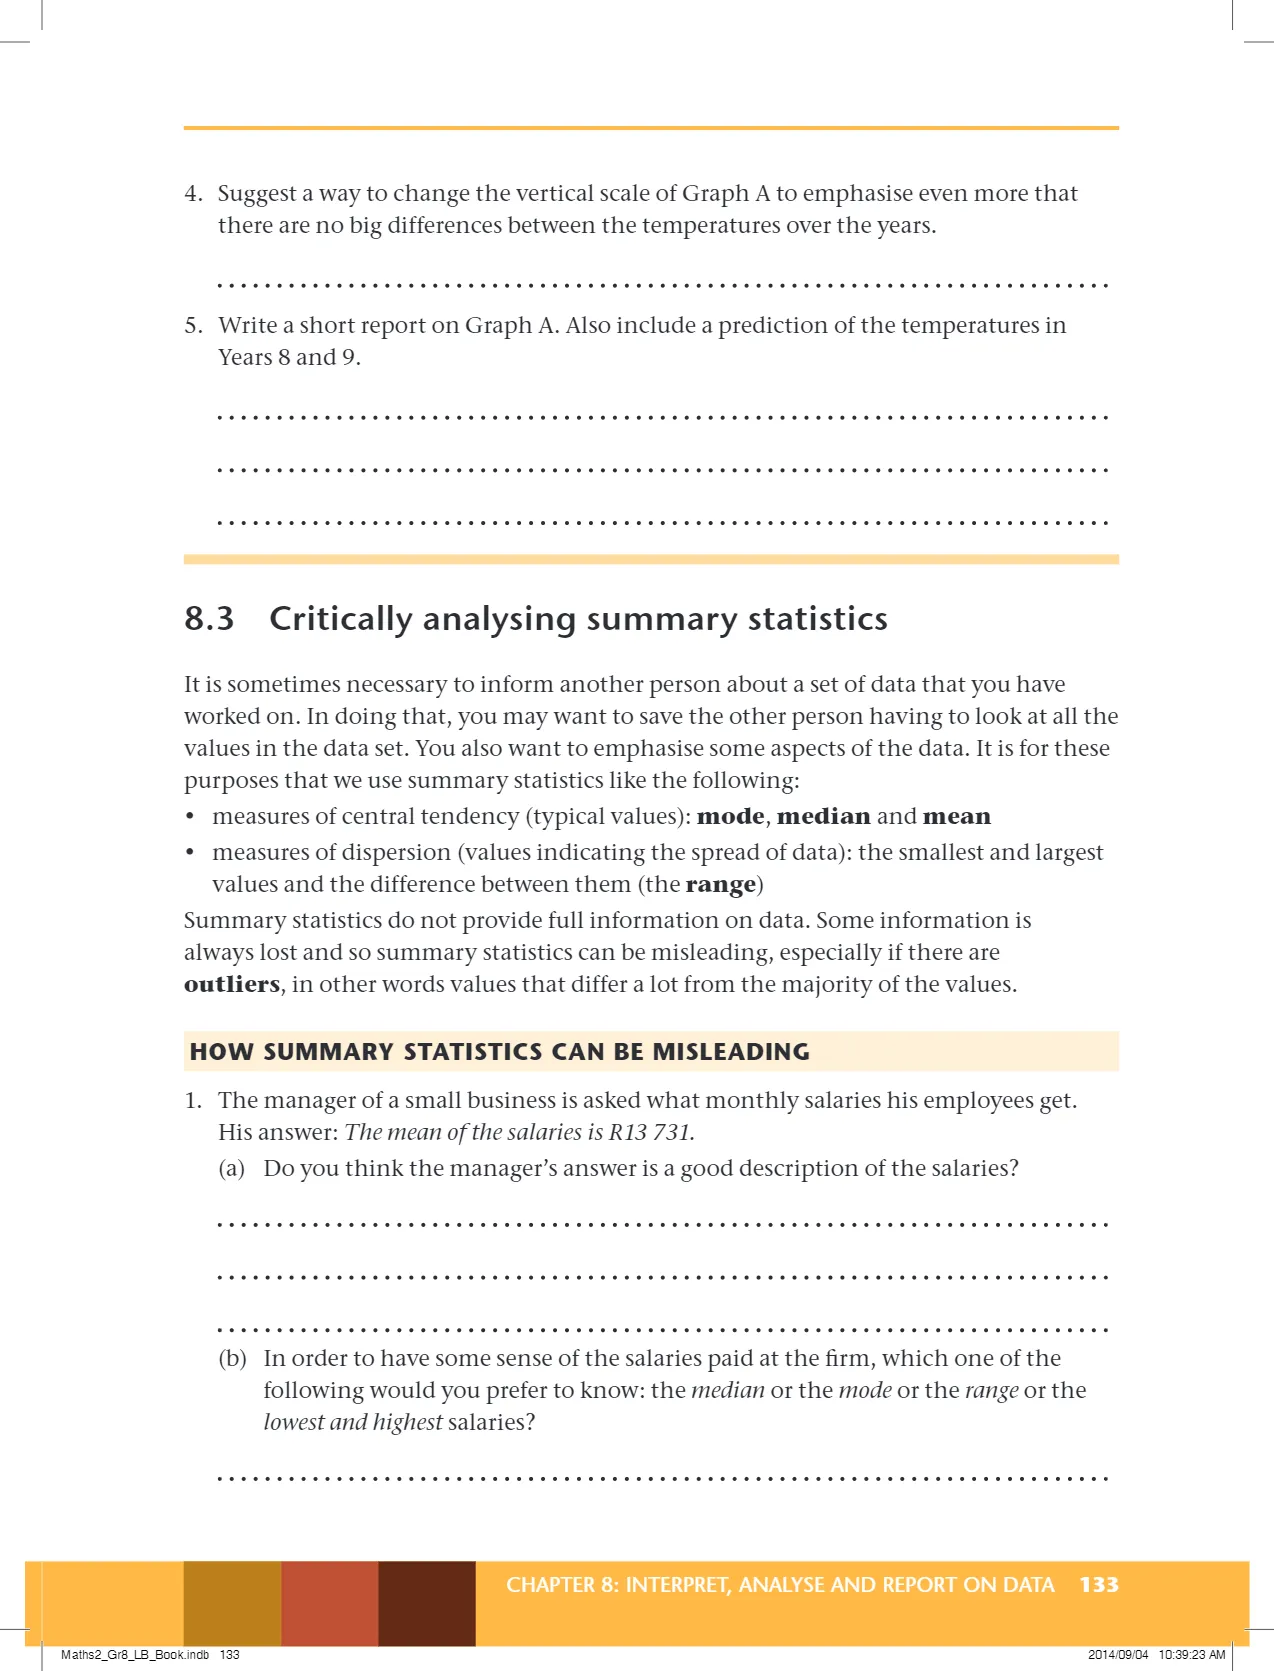 4. Suggest a way to change the vertical scale of Graph A to emphasise even more that
there are no big differences between the temperatures over the years.
5. Write a short report on Graph A. Also include a prediction of the temperatures in
Years 8 and 9.
8.3 Critically analysing summary statistics
It is sometimes necessary to inform another person about a set of data that you have
worked on. In doing that, you may want to save the other person having to look at all the
values in the data set. You also want to emphasise some aspects of the data. It is for these
purposes that we use summary statistics like the following:
• measures of central tendency (typical values): mode, median and mean
• measures of dispersion (values indicating the spread of data): the smallest and largest
values and the difference between them (the range)
Summary statistics do not provide full information on data. Some information is
always lost and so summary statistics can be misleading, especially if there are
outliers, in other words values that differ a lot from the majority of the values.
HOW SUMMARY STATISTICS CAN BE MISLEADING
1. The manager of a small business is asked what monthly salaries his employees get.
His answer: The mean of the salaries is R13 731.
(a) Do you think the manager's answer is a good description of the salaries?
(b) In order to have some sense of the salaries paid at the firm, which one of the
following would you prefer to know: the median or the mode or the range or the
lowest and highest salaries?
CHAPTER 8: INTERPRET, ANALYSE AND REPORT ON DATA 133
Maths2_Gr8_LB_Book.indb 133 2014/09/04 10:39:23 AM